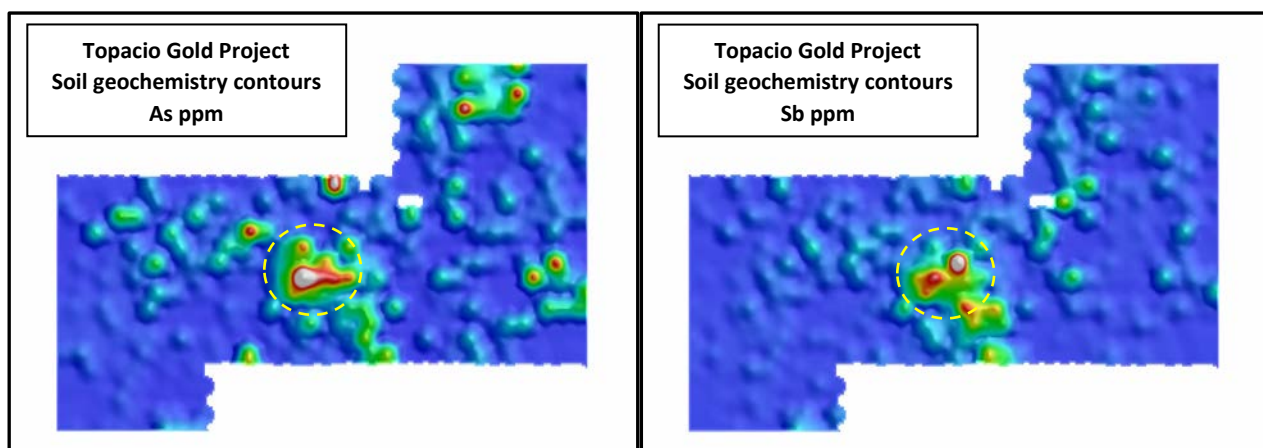 Topacio Gold Project
Soil geochemistry contours
As ppm
Topacio Gold Project
Soil geochemistry contours
Sb ppm